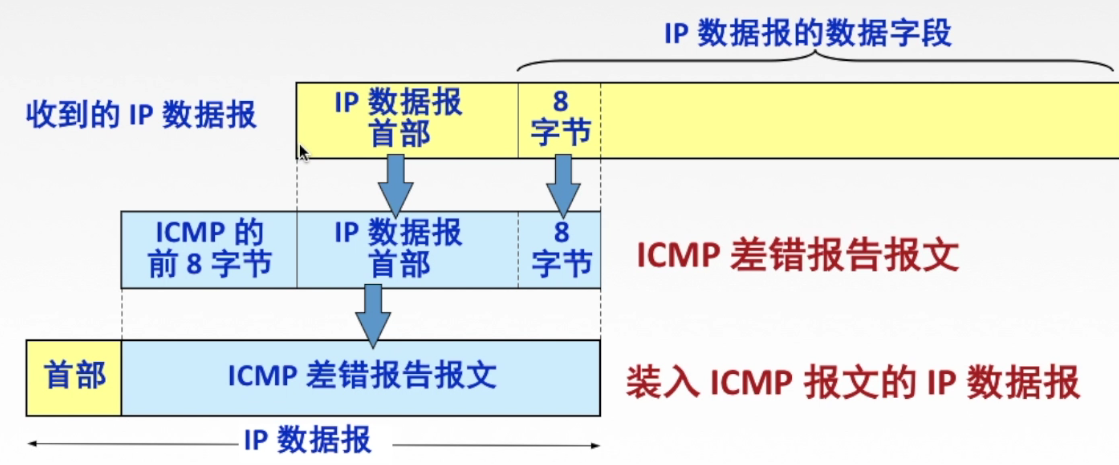 IP 数据报的数据字段
收到的 IP 数据报
IP 数据报
首部
8
字节
ICMP 的
前 8 字节
IP 数据报
首部
8
字节
ICMP 差错报告报文
首部
ICMP 差错报告报文
装入 ICMP 报文的 IP 数据报
IP 数据报